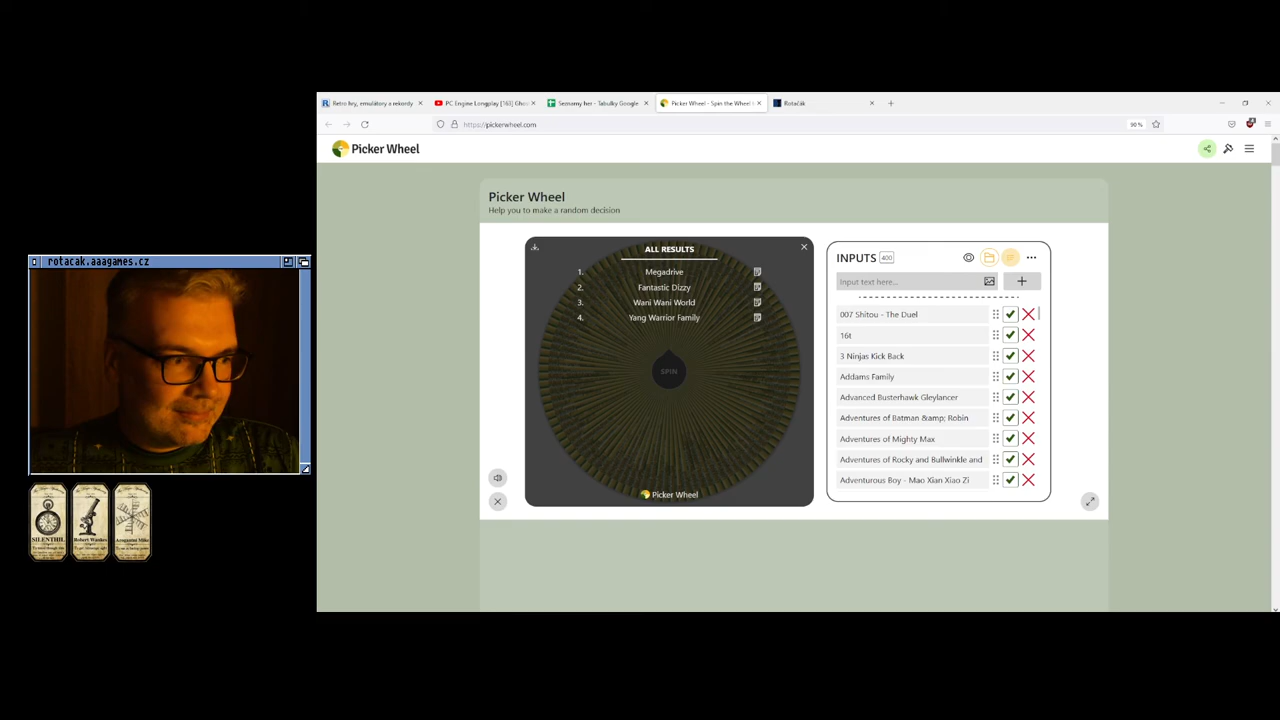 Retro hry, emulátory a rekordy
PC Engine Longplay [163] Gho
Seznamy her - Tabulky Google
Picker Wheel - Spin the Wheel t
Rotačák
https://pickerwheel.com
90%
Picker Wheel
Picker Wheel
Help you to make a random decision
ALL RESULTS
1. Megadrive
2. Fantastic Dizzy
3. Wani Wani World
4. Yang Warrior Family
SPIN
Picker Wheel
INPUTS 400
Input text here...
007 Shitou - The Duel
16t
3 Ninjas Kick Back
Addams Family
Advanced Busterhawk Gleylancer
Adventures of Batman &amp; Robin
Adventures of Mighty Max
Adventures of Rocky and Bullwinkle and
Adventurous Boy - Mao Xian Xiao Zi
rotacak.aaagames.cz
SILENTHIL